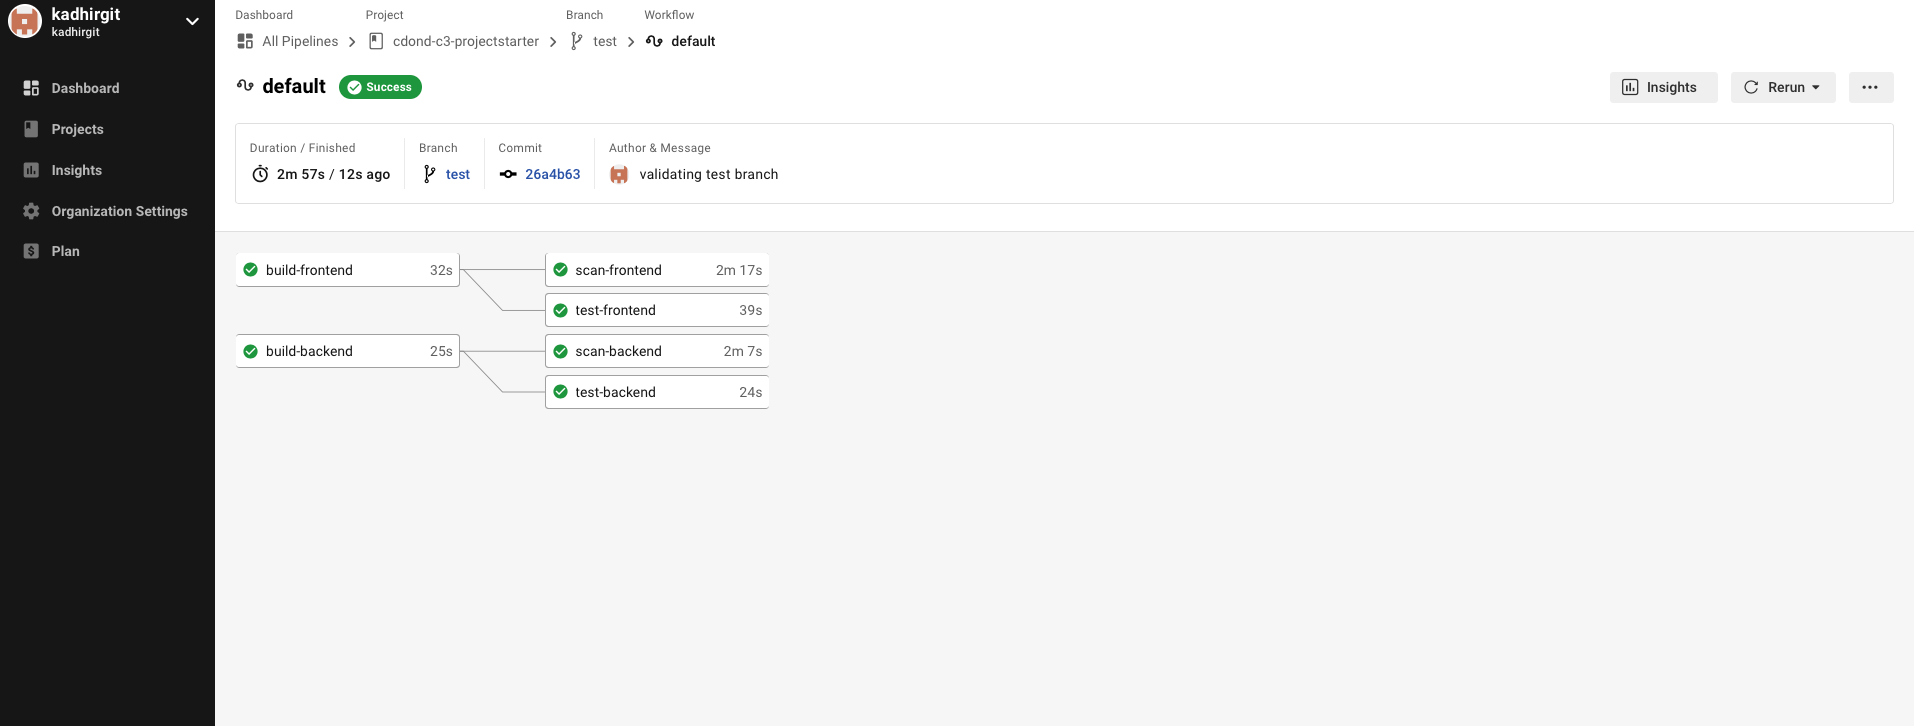 kadhirgit
kadhirgit
Dashboard
Projects
Insights
Organization Settings
Plan
Dashboard Project Branch Workflow
All Pipelines cdond-c3-projectstarter test default
default Success Insights Rerun
Duration / Finished Branch Commit Author & Message
2m 57s / 12s ago test 26a4b63 validating test branch
build-frontend 32s scan-frontend 2m 17s
test-frontend 39s
build-backend 25s scan-backend 2m 7s
test-backend 24s